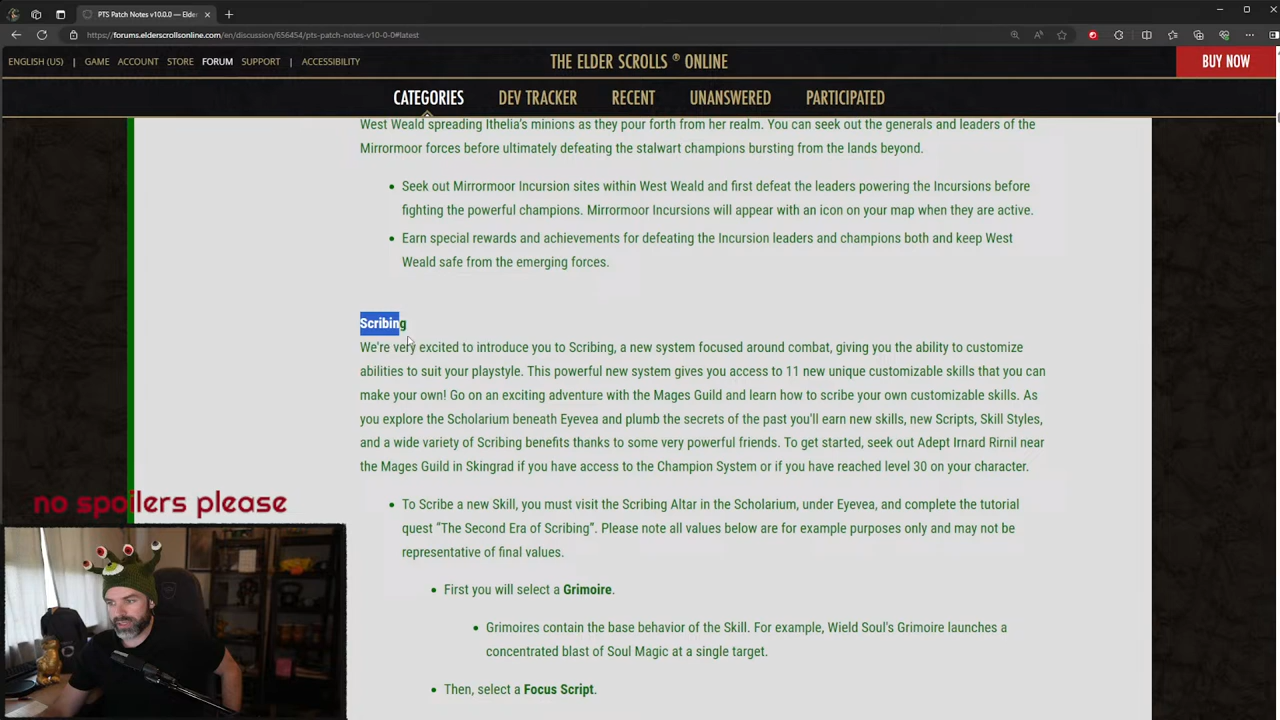 PTS Patch Notes v10.0.0 — Elder
https://forums.elderscrollsonline.com/en/discussion/656454/pts-patch-notes-v10-0-0#latest
ENGLISH (US) | GAME ACCOUNT STORE FORUM SUPPORT | ACCESSIBILITY
THE ELDER SCROLLS ® ONLINE
BUY NOW
CATEGORIES DEV TRACKER RECENT UNANSWERED PARTICIPATED
West Weald spreading Ithelia's minions as they pour forth from her realm. You can seek out the generals and leaders of the
Mirrormoor forces before ultimately defeating the stalwart champions bursting from the lands beyond.
Seek out Mirrormoor Incursion sites within West Weald and first defeat the leaders powering the Incursions before
fighting the powerful champions. Mirrormoor Incursions will appear with an icon on your map when they are active.
Earn special rewards and achievements for defeating the Incursion leaders and champions both and keep West
Weald safe from the emerging forces.
Scribing
We're very excited to introduce you to Scribing, a new system focused around combat, giving you the ability to customize
abilities to suit your playstyle. This powerful new system gives you access to 11 new unique customizable skills that you can
make your own! Go on an exciting adventure with the Mages Guild and learn how to scribe your own customizable skills. As
you explore the Scholarium beneath Eyevea and plumb the secrets of the past you'll earn new skills, new Scripts, Skill Styles,
and a wide variety of Scribing benefits thanks to some very powerful friends. To get started, seek out Adept Irnard Rirnil near
the Mages Guild in Skingrad if you have access to the Champion System or if you have reached level 30 on your character.
no spoilers please
To Scribe a new Skill, you must visit the Scribing Altar in the Scholarium, under Eyevea, and complete the tutorial
quest “The Second Era of Scribing”. Please note all values below are for example purposes only and may not be
representative of final values.
First you will select a Grimoire.
Grimoires contain the base behavior of the Skill. For example, Wield Soul's Grimoire launches a
concentrated blast of Soul Magic at a single target.
Then, select a Focus Script.